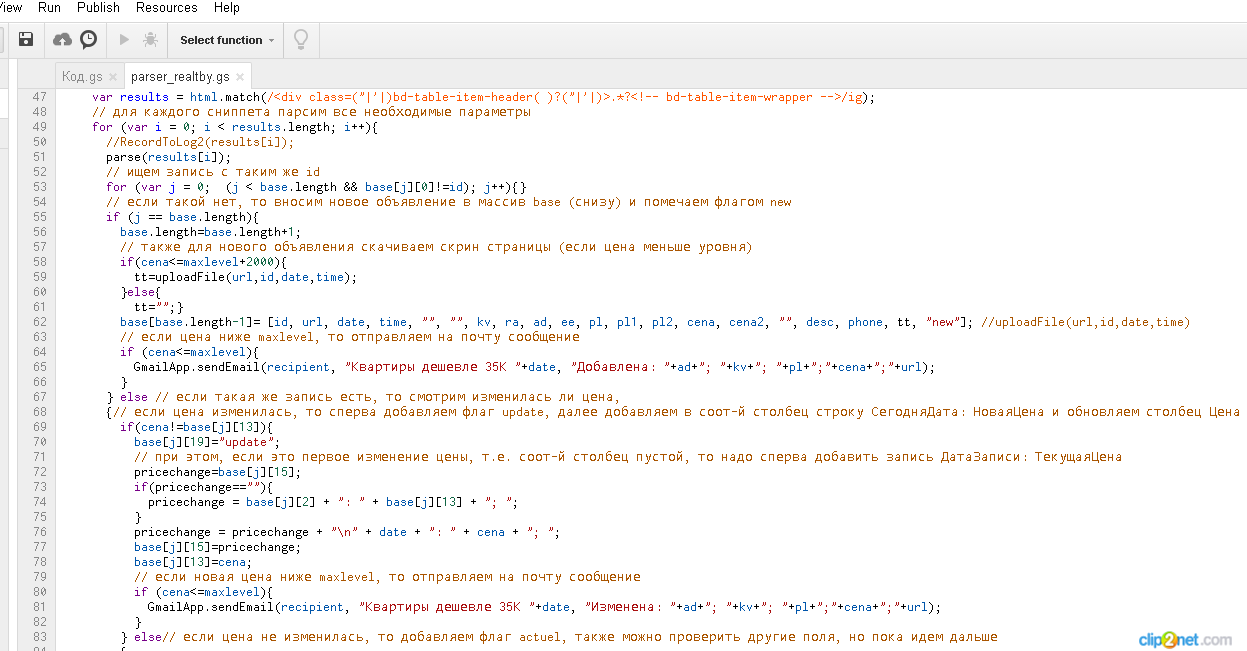 View Run Publish Resources Help
Select function
Код.gs × parser_realtby.gs ×
47 var results = html.match(/<div class=("|'|)bd-table-item-header( )?("|'|)>.*?<!-- bd-table-item-wrapper -->/ig);
48 // для каждого сниппета парсим все необходимые параметры
49 for (var i = 0; i < results.length; i++){
50 //RecordToLog2(results[i]);
51 parse(results[i]);
52 // ищем запись с таким же id
53 for (var j = 0; (j < base.length && base[j][0]!=id); j++){}
54 // если такой нет, то вносим новое объявление в массив base (снизу) и помечаем флагом new
55 if (j == base.length){
56 base.length=base.length+1;
57 // также для нового объявления скачиваем скрин страницы (если цена меньше уровня)
58 if(cena<=maxlevel+2000){
59 tt=uploadFile(url,id,date,time);
60 }else{
61 tt="";}
62 base[base.length-1]= [id, url, date, time, "", "", kv, ra, ad, ee, pl, pl1, pl2, cena, cena2, "", desc, phone, tt, "new"]; //uploadFile(url,id,date,time)
63 // если цена ниже maxlevel, то отправляем на почту сообщение
64 if (cena<=maxlevel){
65 GmailApp.sendEmail(recipient, "Квартиры дешевле 35К "+date, "Добавлена: "+ad+"; "+kv+"; "+pl+";"+cena+";"+url);
66 }
67 } else // если такая же запись есть, то смотрим изменилась ли цена,
68 {// если цена изменилась, то сперва добавляем флаг update, далее добавляем в соот-й столбец строку СегодняДата: НоваяЦена и обновляем столбец Цена
69 if(cena!=base[j][13]){
70 base[j][19]="update";
71 // при этом, если это первое изменение цены, т.е. соот-й столбец пустой, то надо сперва добавить запись ДатаЗаписи: ТекущаяЦена
72 pricechange=base[j][15];
73 if(pricechange==""){
74 pricechange = base[j][2] + ": " + base[j][13] + "; ";
75 }
76 pricechange = pricechange + "\n" + date + ": " + cena + "; ";
77 base[j][15]=pricechange;
78 base[j][13]=cena;
79 // если новая цена ниже maxlevel, то отправляем на почту сообщение
80 if (cena<=maxlevel){
81 GmailApp.sendEmail(recipient, "Квартиры дешевле 35К "+date, "Изменена: "+ad+"; "+kv+"; "+pl+";"+cena+";"+url);
82 }
83 } else// если цена не изменилась, то добавляем флаг actuel, также можно проверить другие поля, но пока идем дальше
clip2net.com